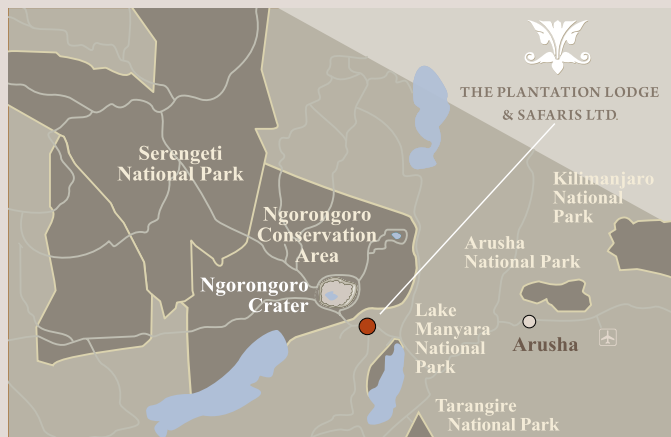 THE PLANTATION LODGE
& SAFARIS LTD.
Serengeti
National Park
Kilimanjaro
National
Park
Ngorongoro
Conservation
Area
Arusha
National Park
Ngorongoro
Crater
Lake
Manyara
National
Park
Arusha
Tarangire
National Park